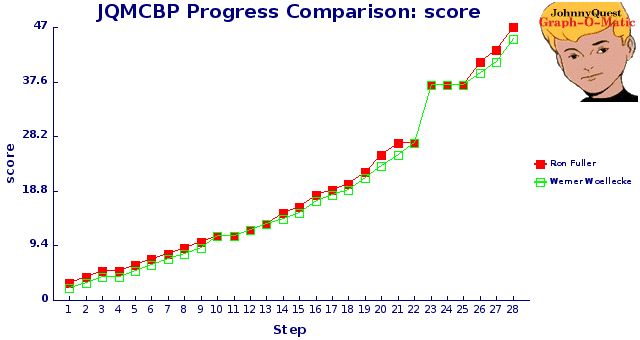 JQMCBP Progress Comparison: score
JohnnyQuest
Graph-O-Matic
47
37.6
28.2
18.8
9.4
0
score
Ron Fuller
Werner Woellecke
1 2 3 4 5 6 7 8 9 10 11 12 13 14 15 16 17 18 19 20 21 22 23 24 25 26 27 28
Step